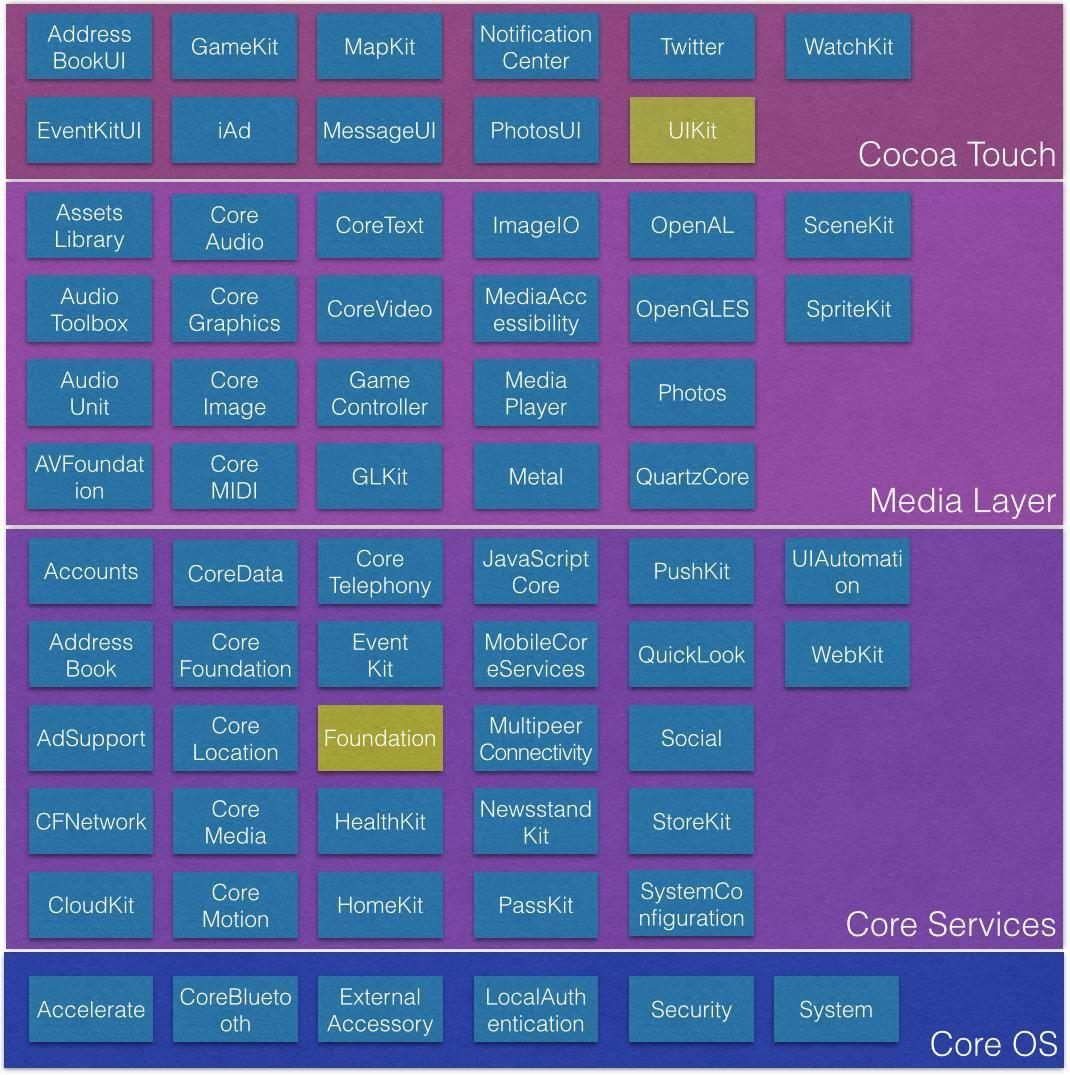 Address
BookUI
GameKit
MapKit
Notification
Center
Twitter
WatchKit
EventKitUI
iAd
MessageUI
PhotosUI
UIKit
Cocoa Touch
Assets
Library
Core
Audio
CoreText
ImageIO
OpenAL
SceneKit
Audio
Toolbox
Core
Graphics
CoreVideo
MediaAcc
essibility
OpenGLES
SpriteKit
Audio
Unit
Core
Image
Game
Controller
Media
Player
Photos
AVFoundat
ion
Core
MIDI
GLKit
Metal
QuartzCore
Media Layer
Accounts
CoreData
Core
Telephony
JavaScript
Core
PushKit
UIAutomati
on
Address
Book
Core
Foundation
Event
Kit
MobileCor
eServices
QuickLook
WebKit
AdSupport
Core
Location
Foundation
Multipeer
Connectivity
Social
CFNetwork
Core
Media
HealthKit
Newsstand
Kit
StoreKit
CloudKit
Core
Motion
HomeKit
PassKit
SystemCo
nfiguration
Core Services
Accelerate
CoreBlueto
oth
External
Accessory
LocalAuth
entication
Security
System
Core OS